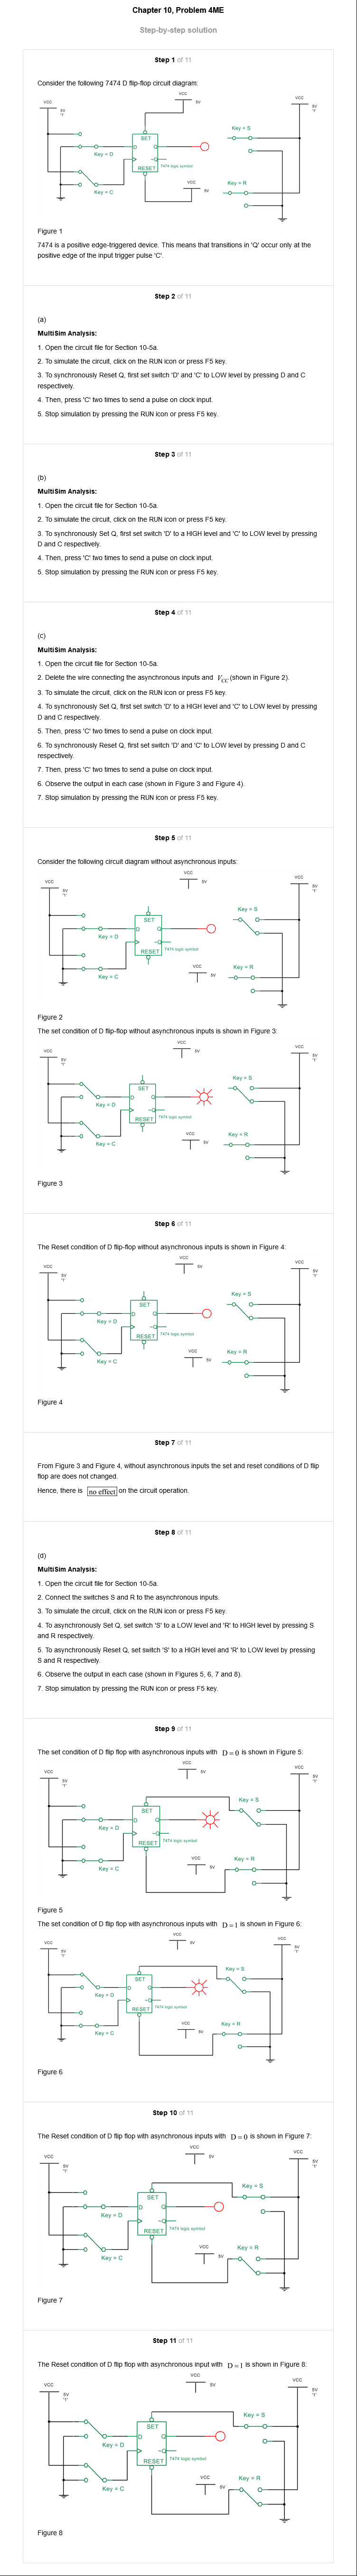 Chapter 10, Problem 4ME
Step-by-step solution
Step 1 of 11
Consider the following 7474 D flip-flop circuit diagram:
VCC
5V
'1'
VCC
5V
VCC
5V
'1'
Key = S
SET
D
Q
Key = D
~Q
RESET
7474 logic symbol
Key = C
VCC
5V
Key = R
Figure 1
7474 is a positive edge-triggered device. This means that transitions in 'Q' occur only at the
positive edge of the input trigger pulse 'C'.
Step 2 of 11
(a)
MultiSim Analysis:
1. Open the circuit file for Section 10-5a.
2. To simulate the circuit, click on the RUN icon or press F5 key.
3. To synchronously Reset Q, first set switch 'D' and 'C' to LOW level by pressing D and C
respectively.
4. Then, press 'C' two times to send a pulse on clock input.
5. Stop simulation by pressing the RUN icon or press F5 key.
Step 3 of 11
(b)
MultiSim Analysis:
1. Open the circuit file for Section 10-5a.
2. To simulate the circuit, click on the RUN icon or press F5 key.
3. To synchronously Set Q, first set switch 'D' to a HIGH level and 'C' to LOW level by pressing
D and C respectively.
4. Then, press 'C' two times to send a pulse on clock input.
5. Stop simulation by pressing the RUN icon or press F5 key.
Step 4 of 11
(c)
MultiSim Analysis:
1. Open the circuit file for Section 10-5a.
2. Delete the wire connecting the asynchronous inputs and V_CC (shown in Figure 2).
3. To simulate the circuit, click on the RUN icon or press F5 key.
4. To synchronously Set Q, first set switch 'D' to a HIGH level and 'C' to LOW level by pressing
D and C respectively.
5. Then, press 'C' two times to send a pulse on clock input.
6. To synchronously Reset Q, first set switch 'D' and 'C' to LOW level by pressing D and C
respectively.
7. Then, press 'C' two times to send a pulse on clock input.
6. Observe the output in each case (shown in Figure 3 and Figure 4).
7. Stop simulation by pressing the RUN icon or press F5 key.
Step 5 of 11
Consider the following circuit diagram without asynchronous inputs:
VCC
5V
'1'
VCC
5V
VCC
5V
'1'
Key = S
SET
D
Q
Key = D
~Q
RESET
7474 logic symbol
Key = C
VCC
5V
Key = R
Figure 2
The set condition of D flip-flop without asynchronous inputs is shown in Figure 3:
VCC
5V
'1'
VCC
5V
VCC
5V
'1'
Key = S
SET
D
Q
Key = D
~Q
RESET
7474 logic symbol
Key = C
VCC
5V
Key = R
Figure 3
Step 6 of 11
The Reset condition of D flip-flop without asynchronous inputs is shown in Figure 4:
VCC
5V
'1'
VCC
5V
VCC
5V
'1'
Key = S
SET
D
Q
Key = D
~Q
RESET
7474 logic symbol
Key = C
VCC
5V
Key = R
Figure 4
Step 7 of 11
From Figure 3 and Figure 4, without asynchronous inputs the set and reset conditions of D flip
flop are does not changed.
Hence, there is no effect on the circuit operation.
Step 8 of 11
(d)
MultiSim Analysis:
1. Open the circuit file for Section 10-5a.
2. Connect the switches S and R to the asynchronous inputs.
3. To simulate the circuit, click on the RUN icon or press F5 key.
4. To asynchronously Set Q, set switch 'S' to a LOW level and 'R' to HIGH level by pressing S
and R respectively.
5. To asynchronously Reset Q, set switch 'S' to a HIGH level and 'R' to LOW level by pressing
S and R respectively.
6. Observe the output in each case (shown in Figures 5, 6, 7 and 8).
7. Stop simulation by pressing the RUN icon or press F5 key.
Step 9 of 11
The set condition of D flip flop with asynchronous inputs with D = 0 is shown in Figure 5:
VCC
5V
'1'
VCC
5V
VCC
5V
'1'
Key = S
SET
D
Q
Key = D
~Q
RESET
7474 logic symbol
Key = C
VCC
5V
Key = R
Figure 5
The set condition of D flip flop with asynchronous inputs with D = 1 is shown in Figure 6:
VCC
5V
'1'
VCC
5V
VCC
5V
'1'
Key = S
SET
D
Q
Key = D
~Q
RESET
7474 logic symbol
Key = C
VCC
5V
Key = R
Figure 6
Step 10 of 11
The Reset condition of D flip flop with asynchronous inputs with D = 0 is shown in Figure 7:
VCC
5V
'1'
VCC
5V
VCC
5V
'1'
Key = S
SET
D
Q
Key = D
~Q
RESET
7474 logic symbol
Key = C
VCC
5V
Key = R
Figure 7
Step 11 of 11
The Reset condition of D flip flop with asynchronous input with D = 1 is shown in Figure 8:
VCC
5V
'1'
VCC
5V
VCC
5V
'1'
Key = S
SET
D
Q
Key = D
~Q
RESET
7474 logic symbol
Key = C
VCC
5V
Key = R
Figure 8